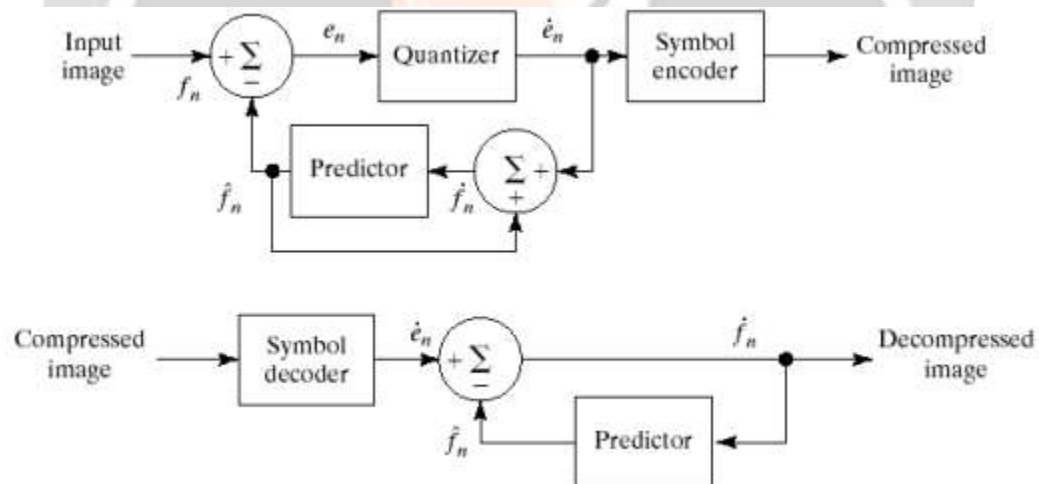 Input
image
f_n
+ Σ −
e_n
Quantizer
ė_n
Symbol
encoder
Compressed
image
f̂_n
Predictor
ḟ_n
Σ +
+
Compressed
image
Symbol
decoder
ė_n
+ Σ
−
ḟ_n
Decompressed
image
f̂_n
Predictor